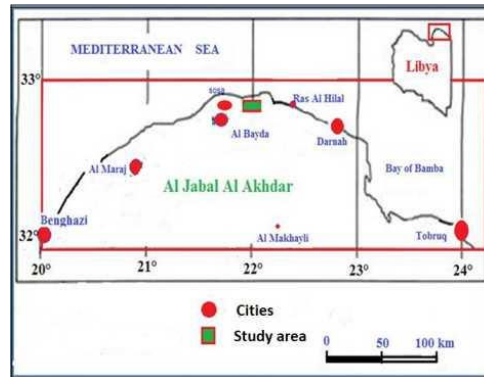 MEDITERRANEAN SEA
33°
Libya
sosa
Ras Al Hilal
Al Bayda
Darnah
Al Maraj
Bay of Bamba
Al Jabal Al Akhdar
Benghazi
Al Makhayli
Tobruq
32°
20°
21°
22°
23°
24°
Cities
Study area
0 50 100 km